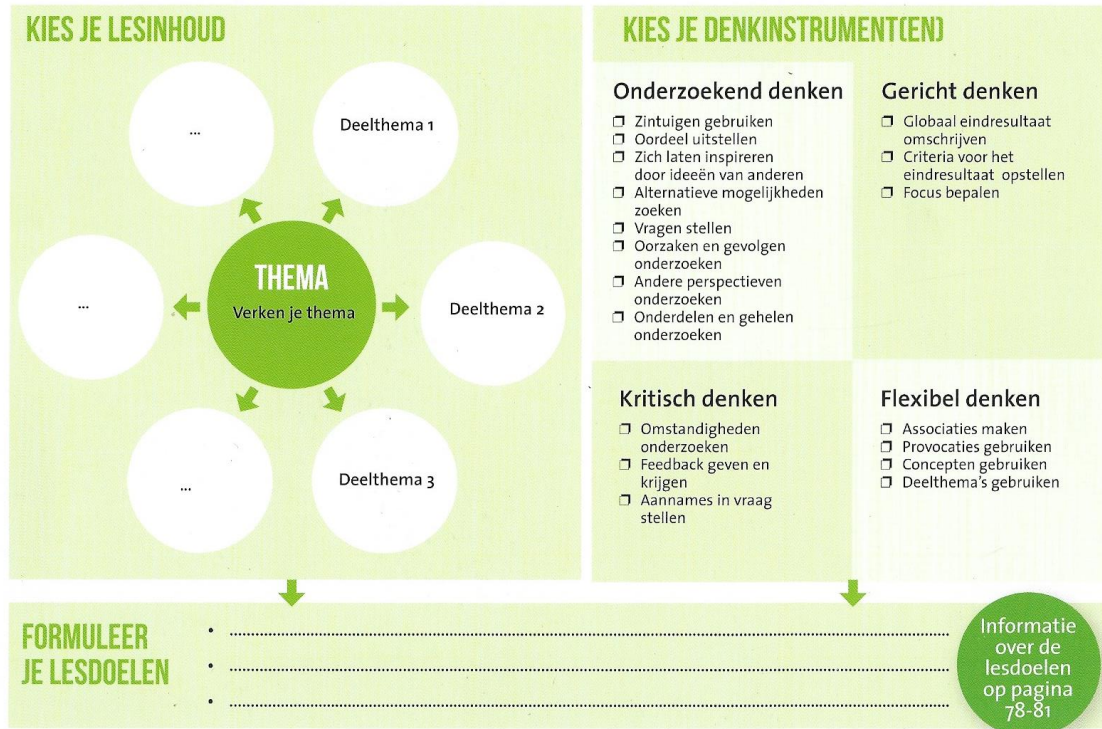 KIES JE LESINHOUD
...
Deelthema 1
THEMA
Verken je thema
...
Deelthema 2
...
Deelthema 3
KIES JE DENKINSTRUMENT(EN)
Onderzoekend denken
❐ Zintuigen gebruiken
❐ Oordeel uitstellen
❐ Zich laten inspireren
door ideeën van anderen
❐ Alternatieve mogelijkheden
zoeken
❐ Vragen stellen
❐ Oorzaken en gevolgen
onderzoeken
❐ Andere perspectieven
onderzoeken
❐ Onderdelen en gehelen
onderzoeken
Gericht denken
❐ Globaal eindresultaat
omschrijven
❐ Criteria voor het
eindresultaat opstellen
❐ Focus bepalen
Kritisch denken
❐ Omstandigheden
onderzoeken
❐ Feedback geven en
krijgen
❐ Aannames in vraag
stellen
Flexibel denken
❐ Associaties maken
❐ Provocaties gebruiken
❐ Concepten gebruiken
❐ Deelthema's gebruiken
FORMULEER
JE LESDOELEN
• ....................
• ....................
• ....................
Informatie
over de
lesdoelen
op pagina
78-81